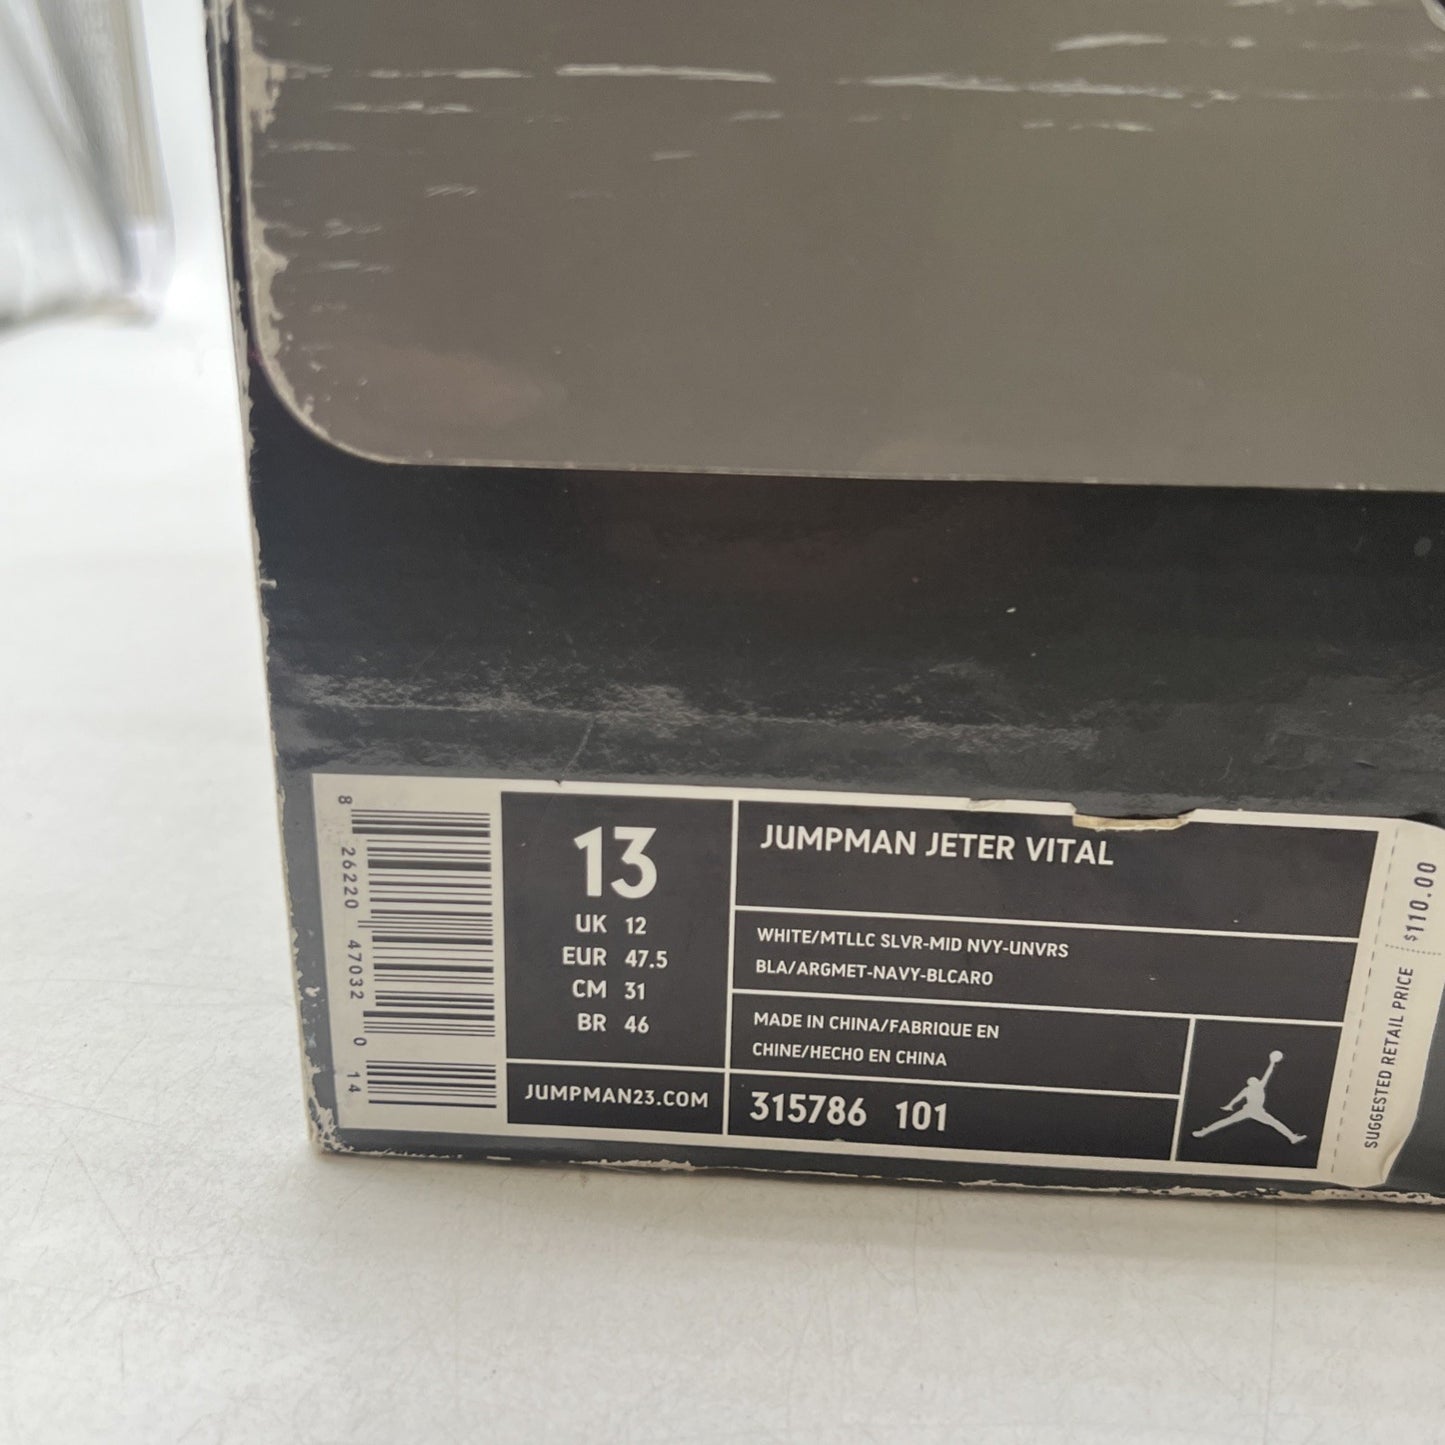 8 26220 47032 0 14
13
UK 12
EUR 47.5
CM 31
BR 46
JUMPMAN23.COM
JUMPMAN JETER VITAL
WHITE/MTLLC SLVR-MID NVY-UNVRS
BLA/ARGMET-NAVY-BLCARO
MADE IN CHINA/FABRIQUE EN
CHINE/HECHO EN CHINA
315786 101
SUGGESTED RETAIL PRICE $110.00